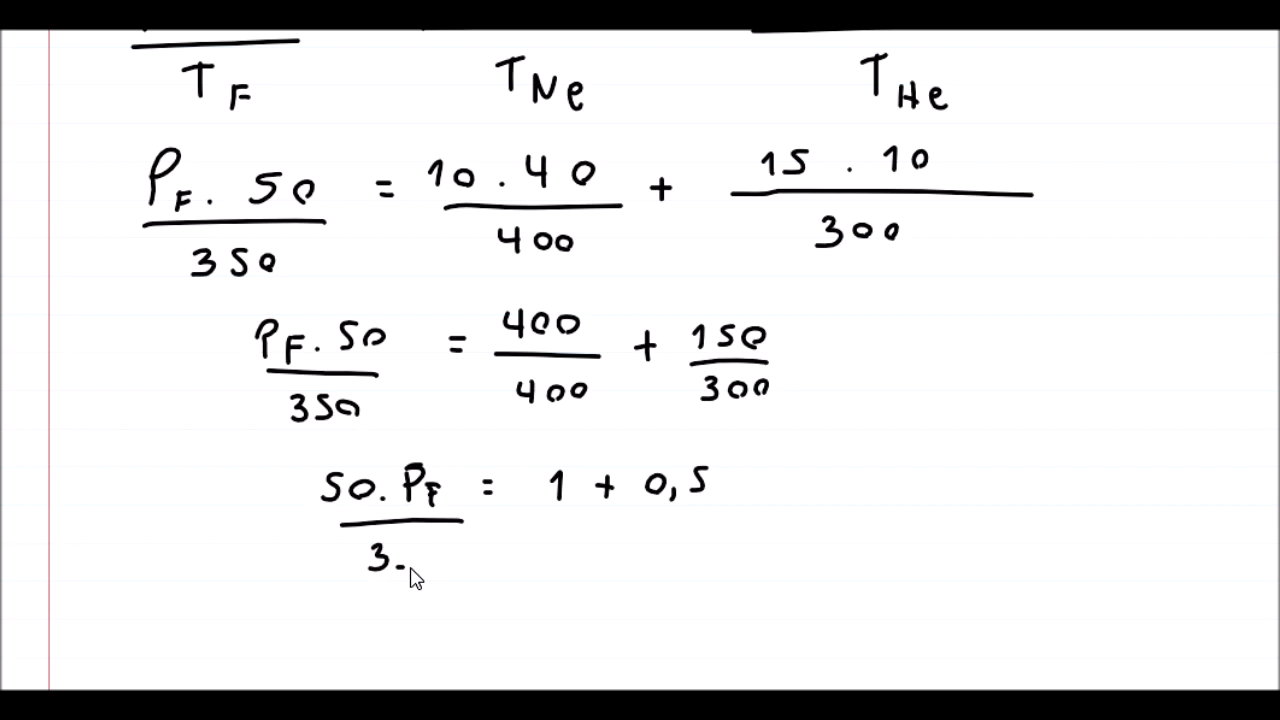 T_F T_Ne T_He
P_F . 50 = 10 . 40 + 15 . 10
350 400 300
P_F . 50 = 400 + 150
350 400 300
50. P_F = 1 + 0,5
3